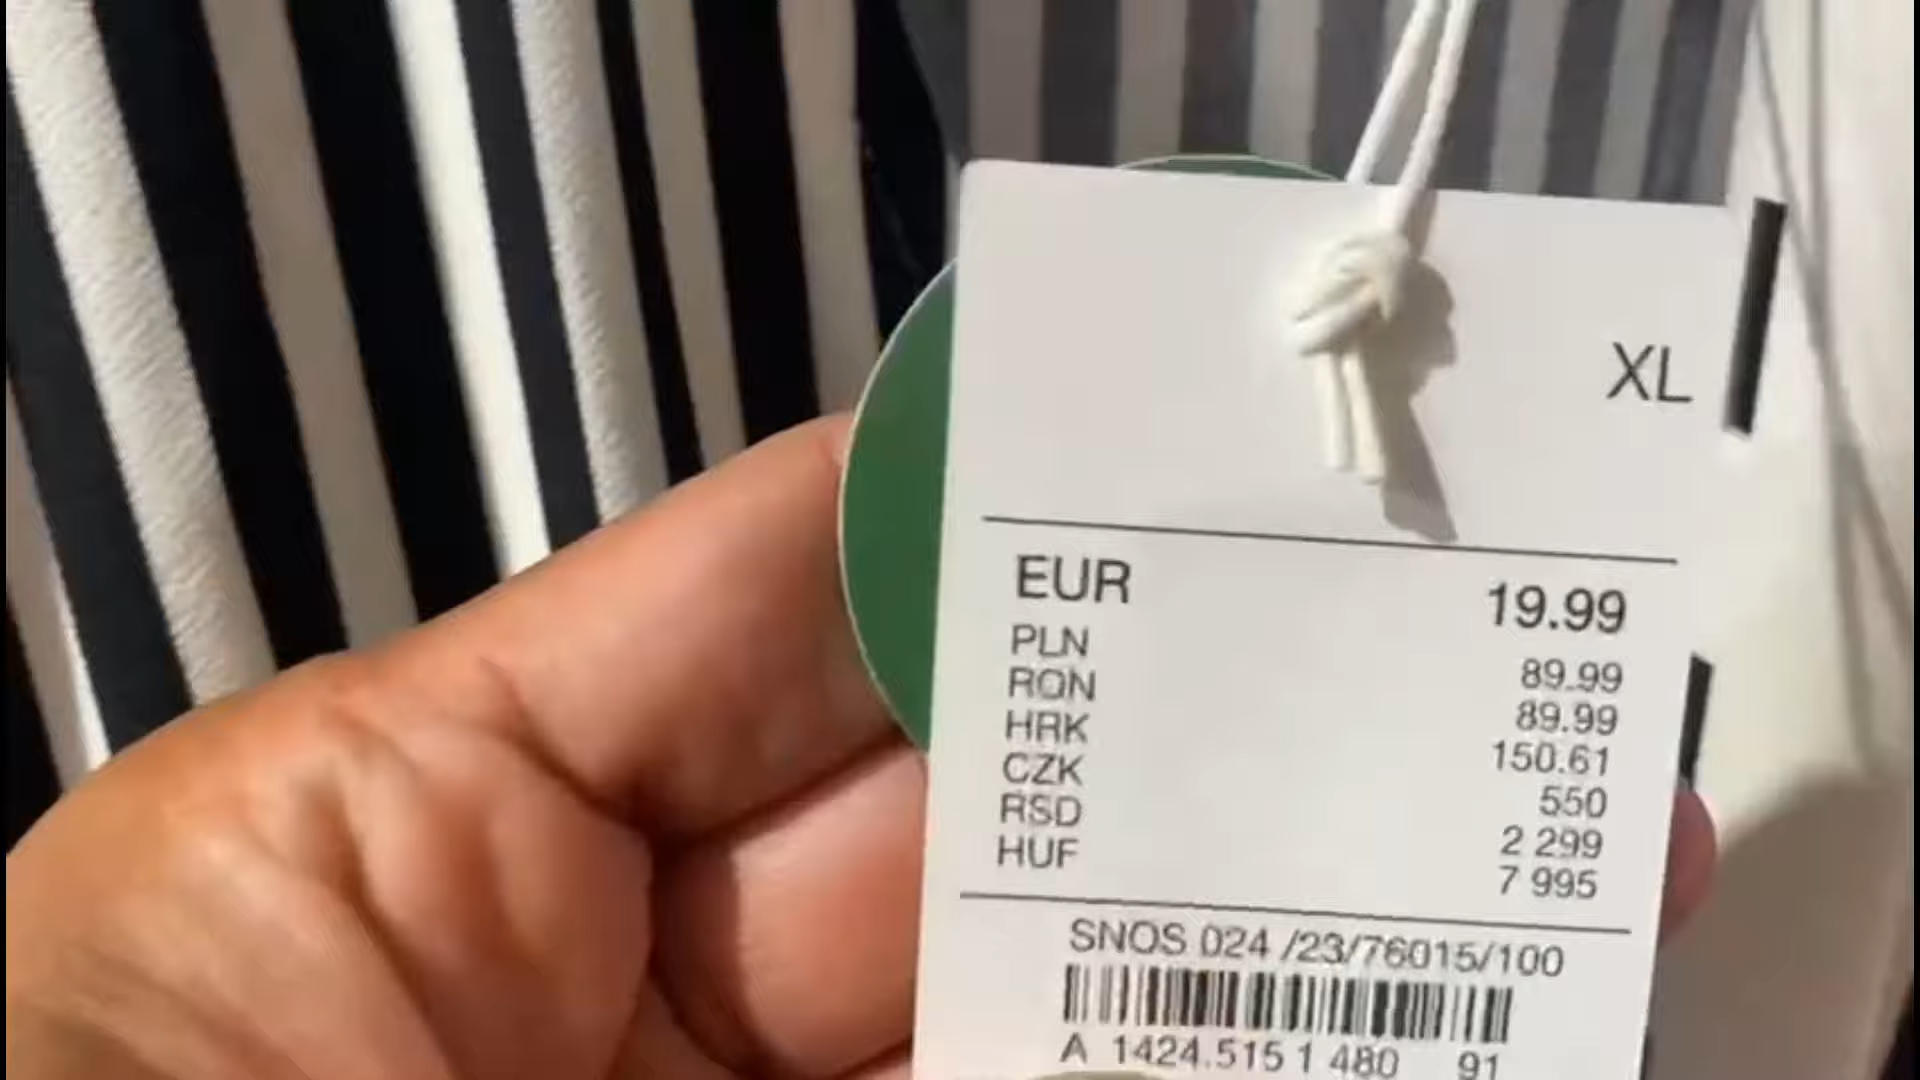 XL
EUR 19.99
PLN 89.99
RON 89.99
HRK 150.61
CZK 550
RSD 2 299
HUF 7 995
SNOS 024 /23/76015/100
A 1424.515 1 480 91